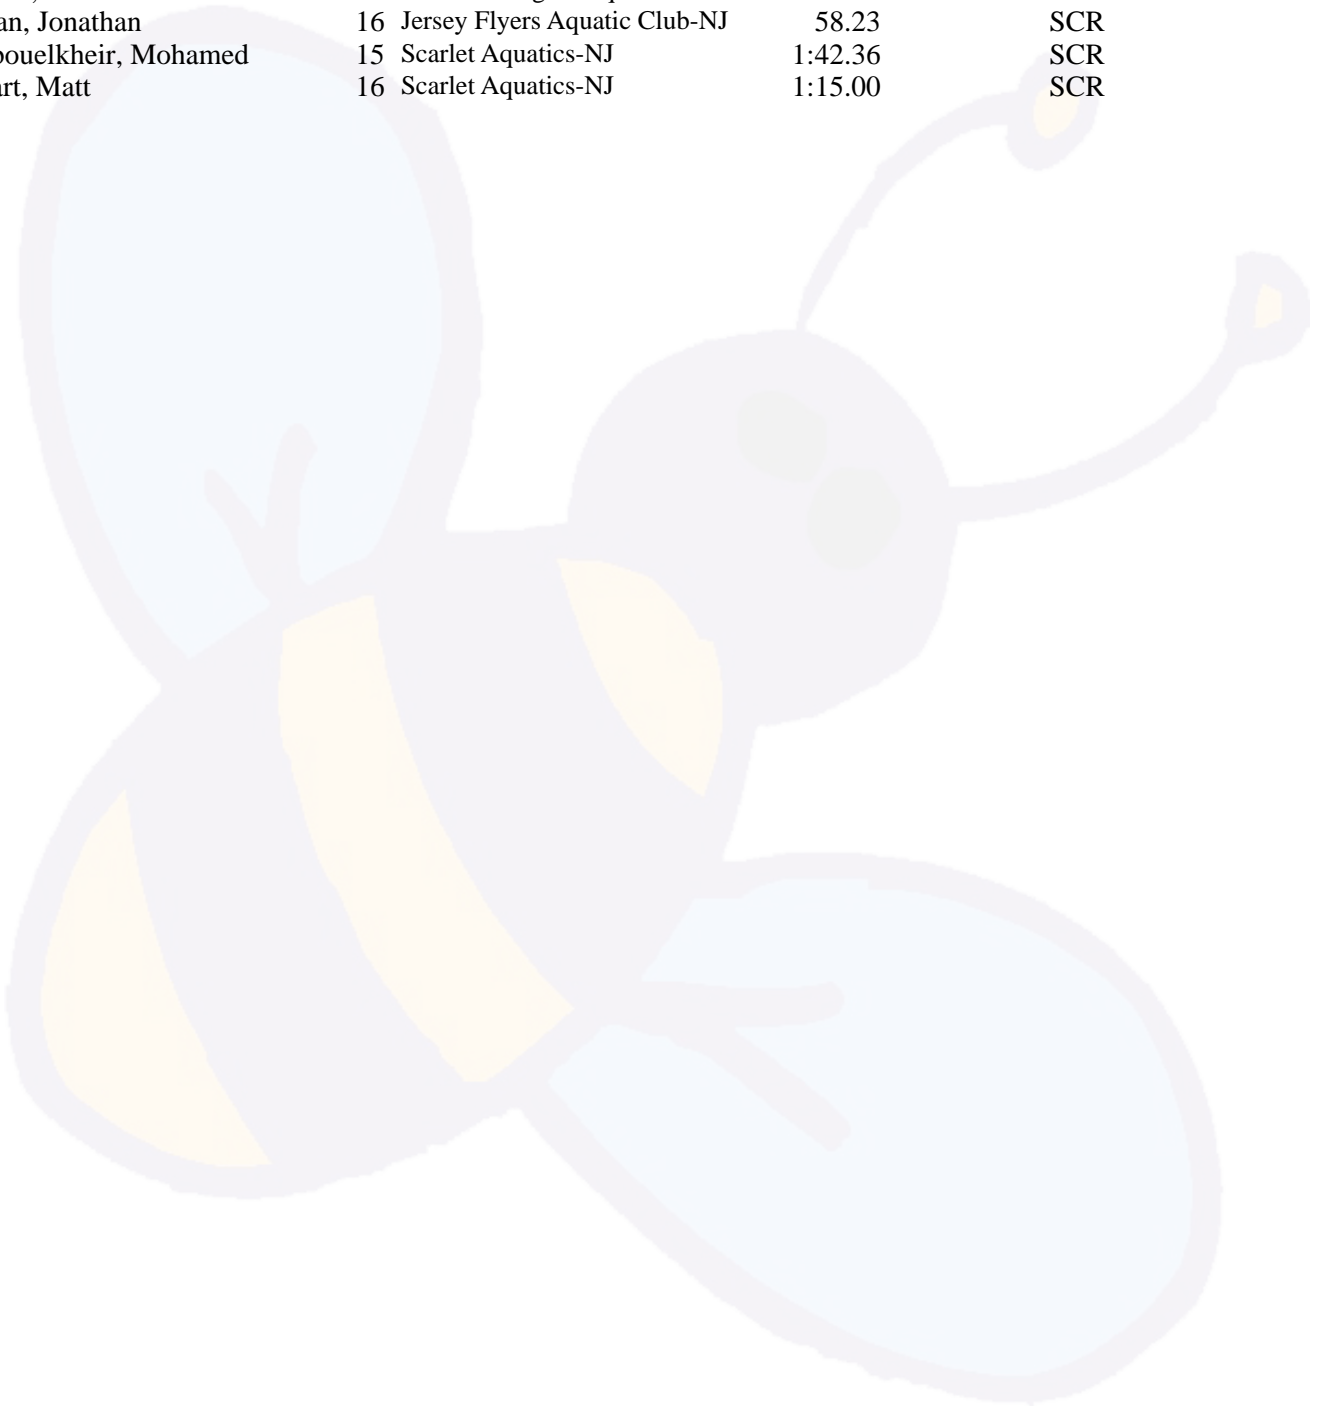 an, Jonathan 16 Jersey Flyers Aquatic Club-NJ 58.23 SCR
bouelkheir, Mohamed 15 Scarlet Aquatics-NJ 1:42.36 SCR
art, Matt 16 Scarlet Aquatics-NJ 1:15.00 SCR